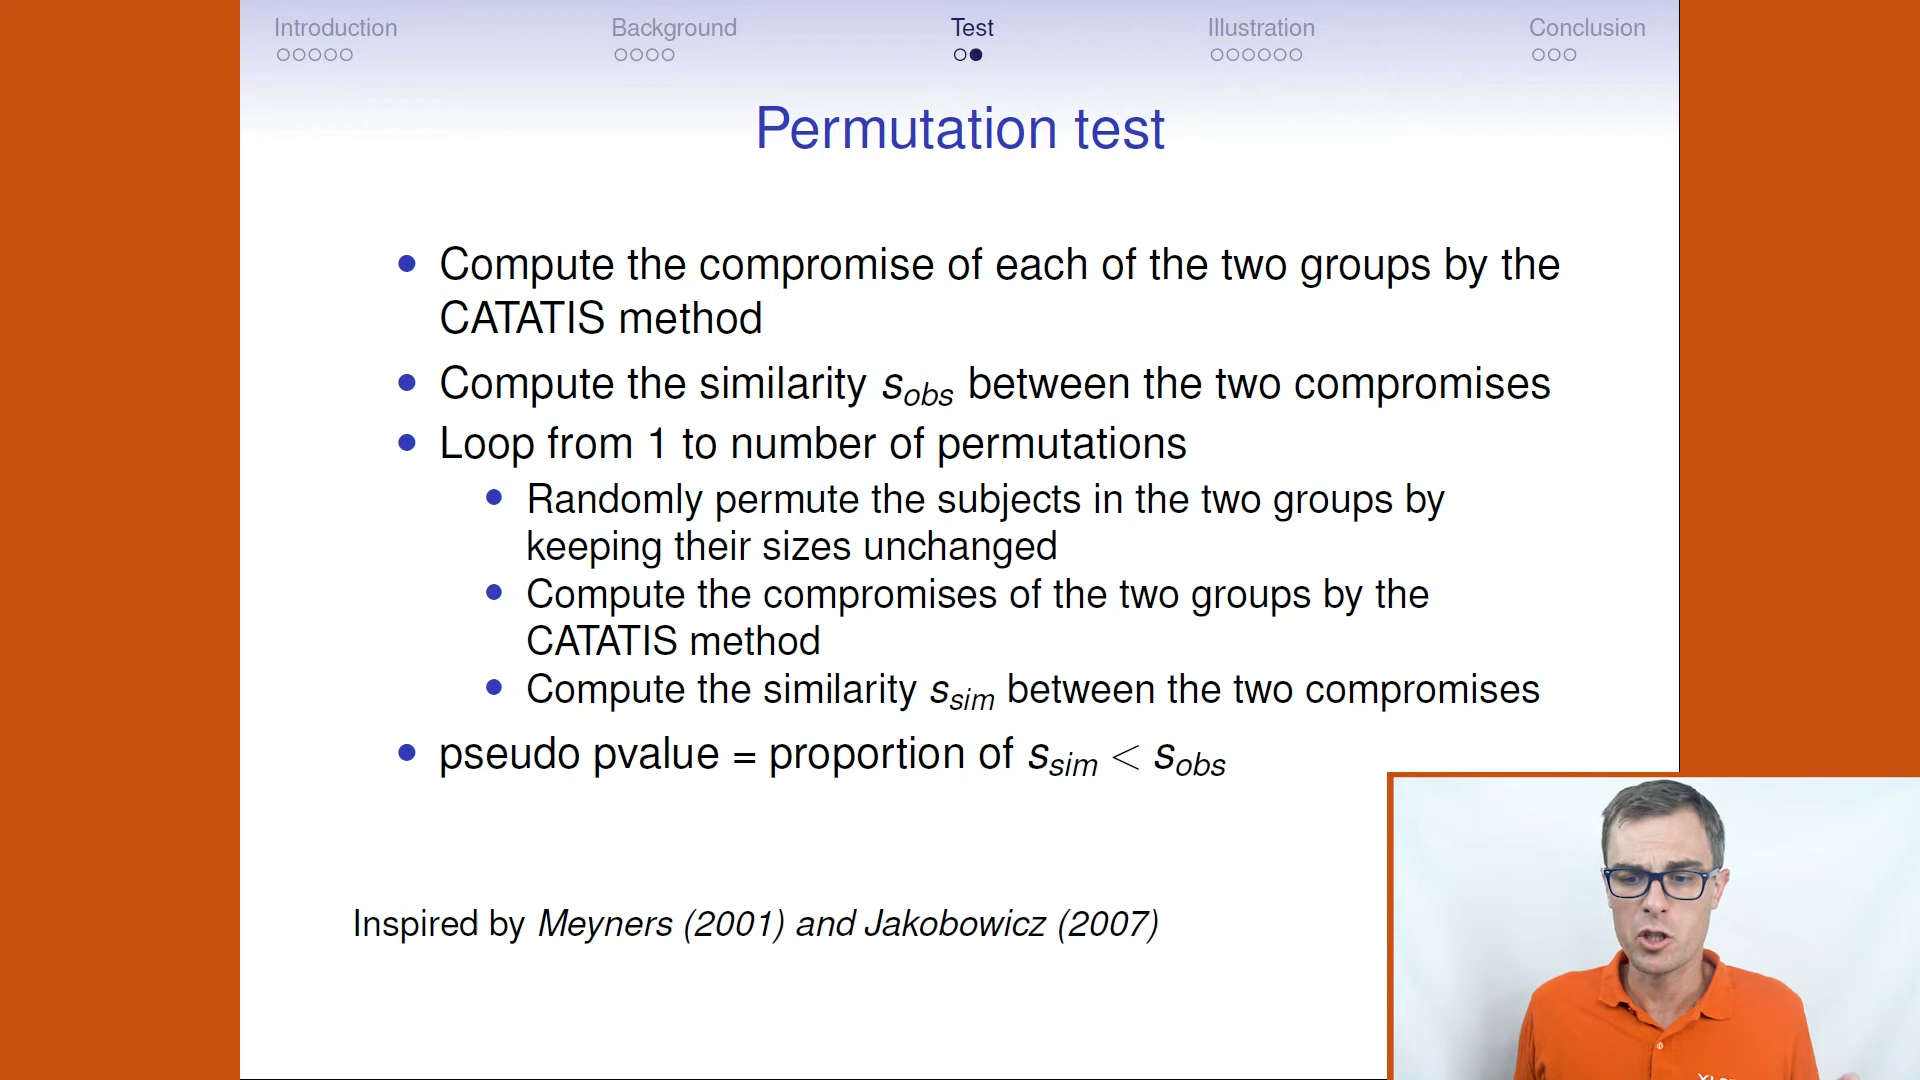 Introduction Background Test Illustration Conclusion
Permutation test
Compute the compromise of each of the two groups by the
CATATIS method
Compute the similarity s_obs between the two compromises
Loop from 1 to number of permutations
Randomly permute the subjects in the two groups by
keeping their sizes unchanged
Compute the compromises of the two groups by the
CATATIS method
Compute the similarity s_sim between the two compromises
pseudo pvalue = proportion of s_sim < s_obs
Inspired by Meyners (2001) and Jakobowicz (2007)